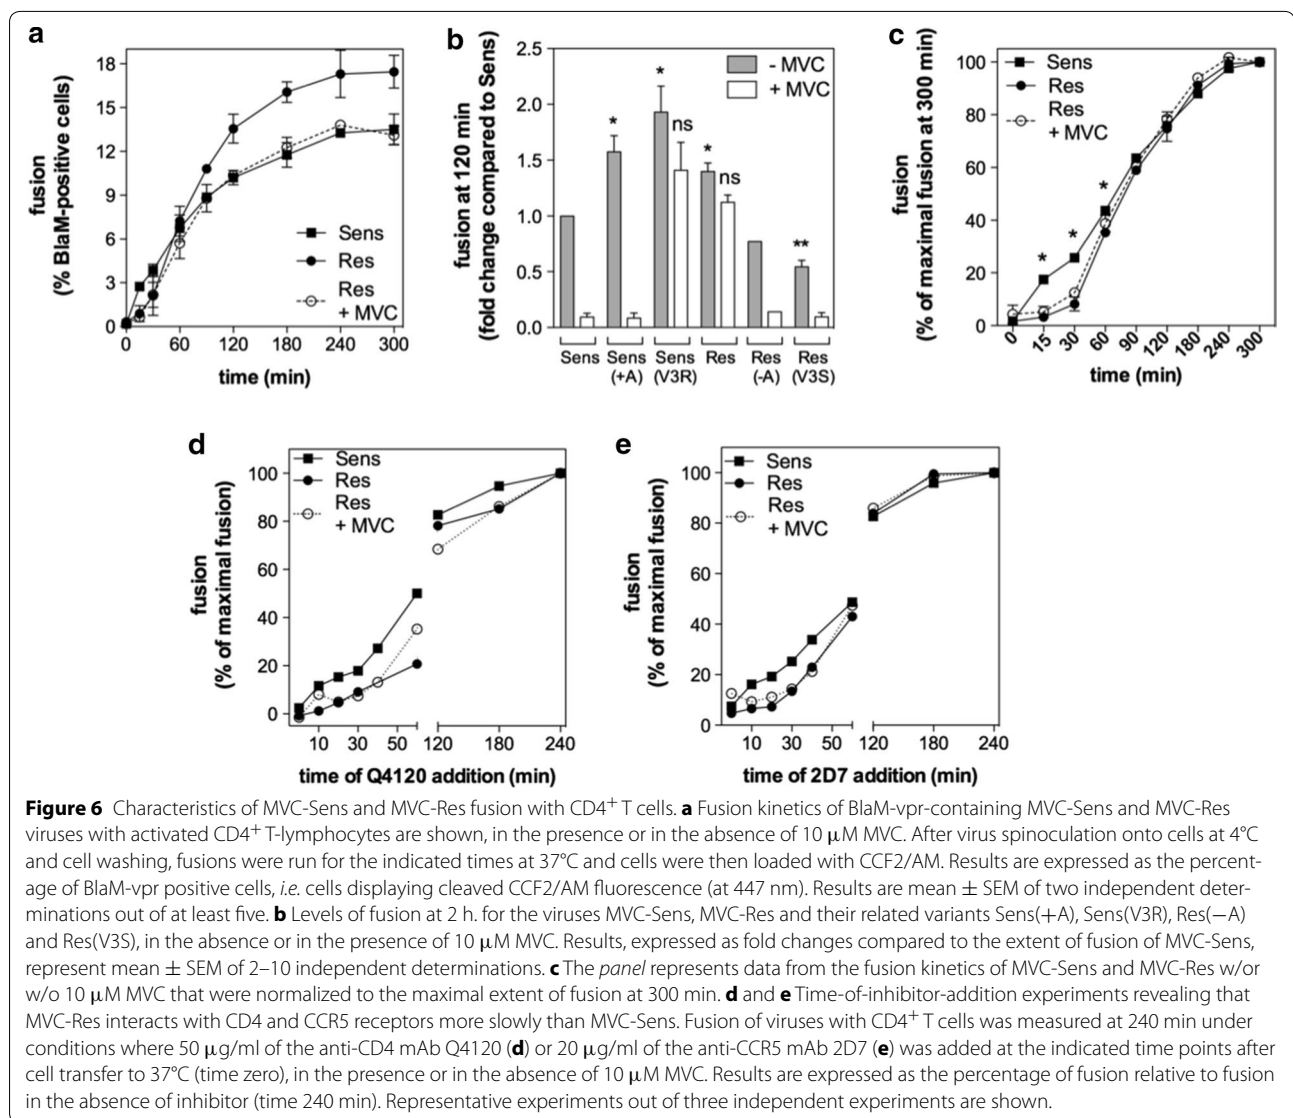 a
fusion
(% BlaM-positive cells)
18
15
12
9
6
3
0
Sens
Res
Res
+ MVC
0 60 120 180 240 300
time (min)
b
fusion at 120 min
(fold change compared to Sens)
2.5
2.0
1.5
1.0
0.5
0.0
- MVC
+ MVC
*
*
ns
*
ns
**
Sens Sens Sens Res Res Res
(+A) (V3R) (-A) (V3S)
c
fusion
(% of maximal fusion at 300 min)
100
80
60
40
20
0
Sens
Res
Res
+ MVC
*
*
*
0 15 30 60 90 120 180 240 300
time (min)
d
fusion
(% of maximal fusion)
100
80
60
40
20
0
Sens
Res
Res
+ MVC
10 30 50 120 180 240
time of Q4120 addition (min)
e
fusion
(% of maximal fusion)
100
80
60
40
20
0
Sens
Res
Res
+ MVC
10 30 50 120 180 240
time of 2D7 addition (min)
Figure 6 Characteristics of MVC-Sens and MVC-Res fusion with CD4⁺ T cells. a Fusion kinetics of BlaM-vpr-containing MVC-Sens and MVC-Res
viruses with activated CD4⁺ T-lymphocytes are shown, in the presence or in the absence of 10 μM MVC. After virus spinoculation onto cells at 4°C
and cell washing, fusions were run for the indicated times at 37°C and cells were then loaded with CCF2/AM. Results are expressed as the percent-
age of BlaM-vpr positive cells, i.e. cells displaying cleaved CCF2/AM fluorescence (at 447 nm). Results are mean ± SEM of two independent deter-
minations out of at least five. b Levels of fusion at 2 h. for the viruses MVC-Sens, MVC-Res and their related variants Sens(+A), Sens(V3R), Res(−A)
and Res(V3S), in the absence or in the presence of 10 μM MVC. Results, expressed as fold changes compared to the extent of fusion of MVC-Sens,
represent mean ± SEM of 2–10 independent determinations. c The panel represents data from the fusion kinetics of MVC-Sens and MVC-Res w/or
w/o 10 μM MVC that were normalized to the maximal extent of fusion at 300 min. d and e Time-of-inhibitor-addition experiments revealing that
MVC-Res interacts with CD4 and CCR5 receptors more slowly than MVC-Sens. Fusion of viruses with CD4⁺ T cells was measured at 240 min under
conditions where 50 μg/ml of the anti-CD4 mAb Q4120 (d) or 20 μg/ml of the anti-CCR5 mAb 2D7 (e) was added at the indicated time points after
cell transfer to 37°C (time zero), in the presence or in the absence of 10 μM MVC. Results are expressed as the percentage of fusion relative to fusion
in the absence of inhibitor (time 240 min). Representative experiments out of three independent experiments are shown.